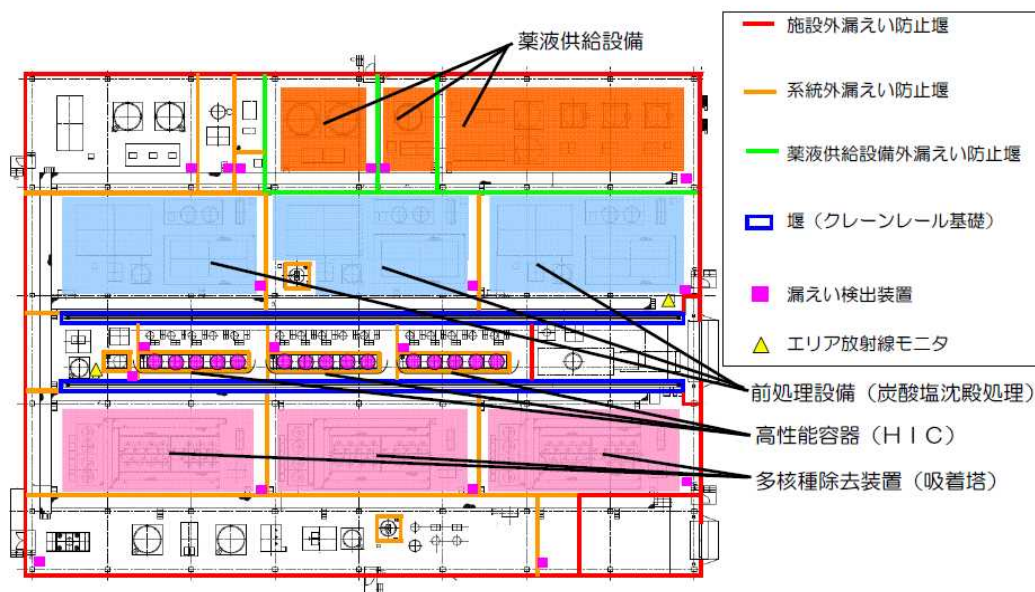 薬液供給設備
施設外漏えい防止堰
系統外漏えい防止堰
薬液供給設備外漏えい防止堰
堰（クレーンレール基礎）
漏えい検出装置
エリア放射線モニタ
前処理設備（炭酸塩沈殿処理）
高性能容器（ＨＩＣ）
多核種除去装置（吸着塔）